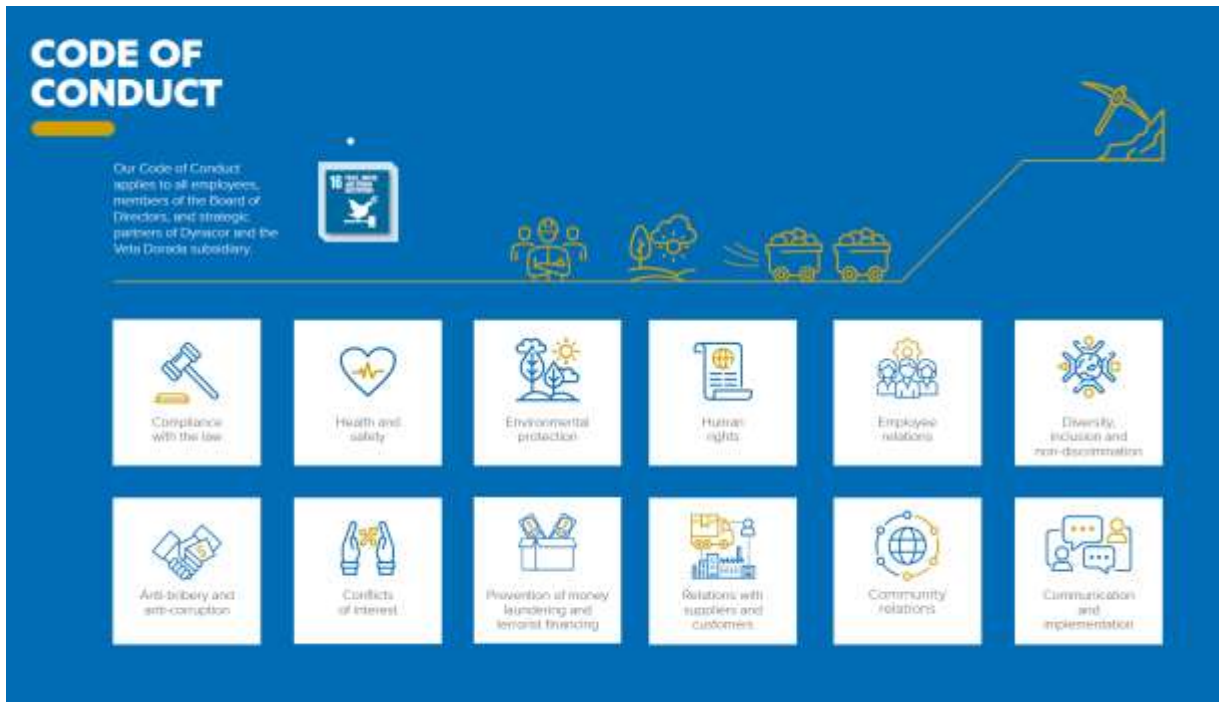 CODE OF
CONDUCT
Our Code of Conduct
applies to all employees,
members of the Board of
Directors, and strategic
partners of Dynacor and the
Veta Dorada subsidiary.
16
Compliance
with the law
Health and
safety
Environmental
protection
Human
rights
Employee
relations
Diversity,
inclusion and
non-discrimination
Anti-bribery and
anti-corruption
Conflicts
of interest
Prevention of money
laundering and
terrorist financing
Relations with
suppliers and
customers
Community
relations
Communication
and
implementation